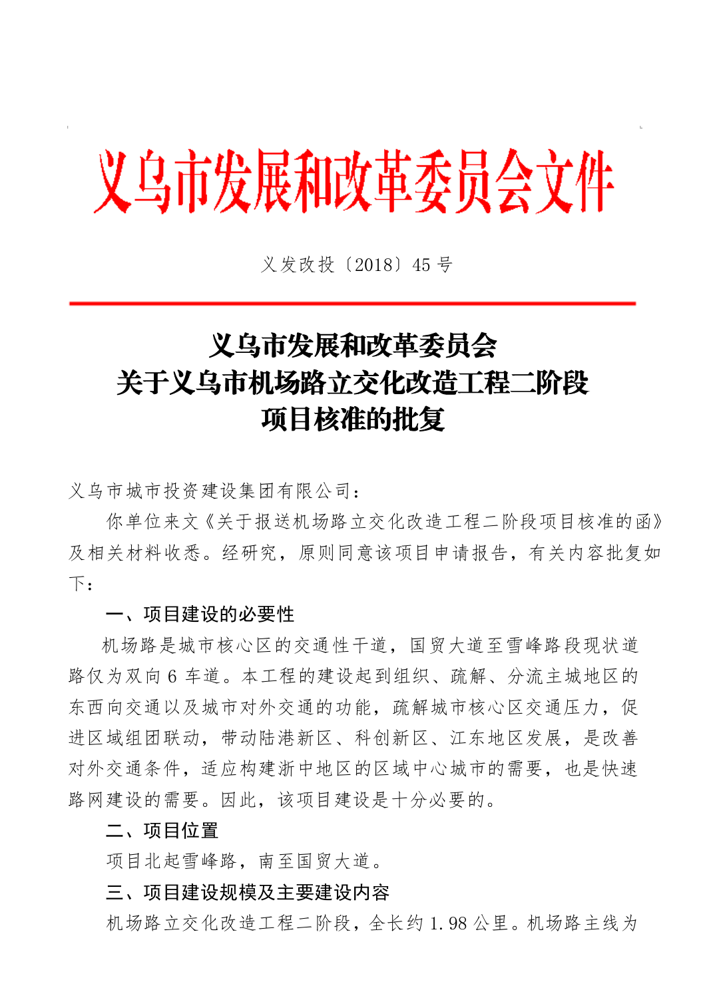 义乌市发展和改革委员会文件
义发改投〔2018〕45 号
义乌市发展和改革委员会
关于义乌市机场路立交化改造工程二阶段
项目核准的批复
义乌市城市投资建设集团有限公司：
你单位来文《关于报送机场路立交化改造工程二阶段项目核准的函》
及相关材料收悉。经研究，原则同意该项目申请报告，有关内容批复如
下：
一、项目建设的必要性
机场路是城市核心区的交通性干道，国贸大道至雪峰路段现状道
路仅为双向 6 车道。本工程的建设起到组织、疏解、分流主城地区的
东西向交通以及城市对外交通的功能，疏解城市核心区交通压力，促
进区域组团联动，带动陆港新区、科创新区、江东地区发展，是改善
对外交通条件，适应构建浙中地区的区域中心城市的需要，也是快速
路网建设的需要。因此，该项目建设是十分必要的。
二、项目位置
项目北起雪峰路，南至国贸大道。
三、项目建设规模及主要建设内容
机场路立交化改造工程二阶段，全长约 1.98 公里。机场路主线为